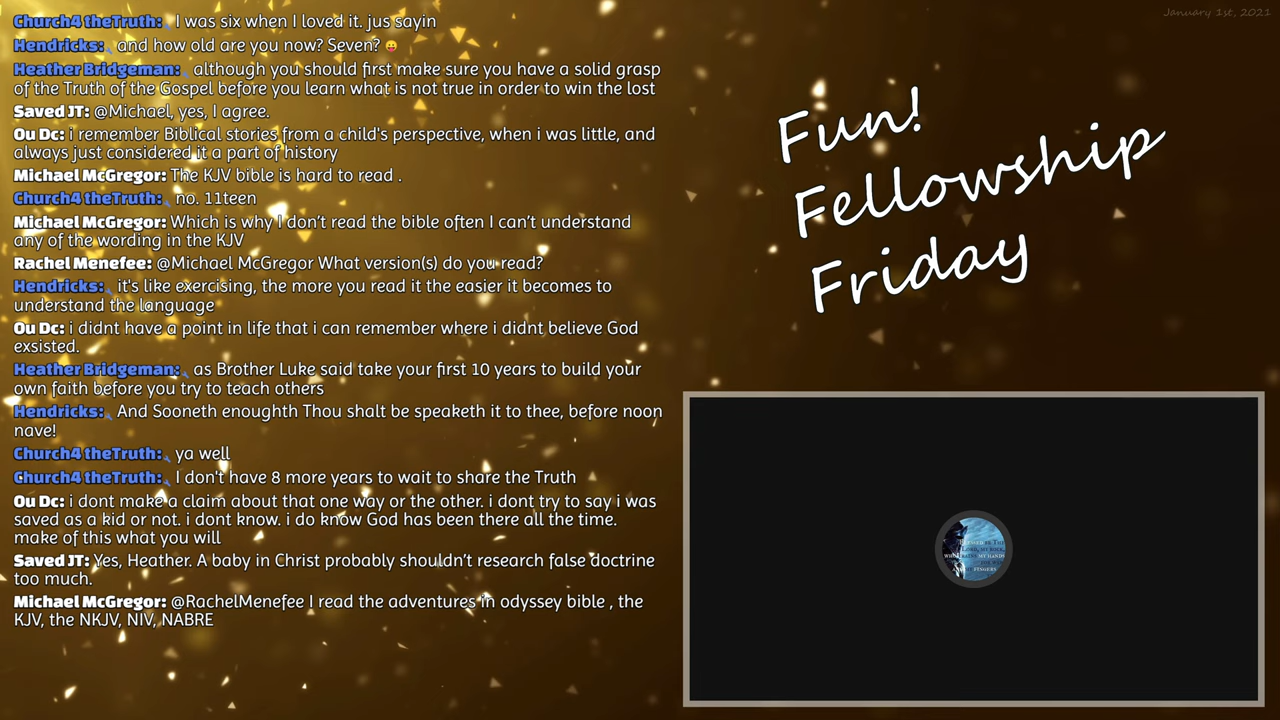 Church4 theTruth: I was six when I loved it. jus sayin
Hendricks: and how old are you now? Seven? 😛
Heather Bridgeman: although you should first make sure you have a solid grasp
of the Truth of the Gospel before you learn what is not true in order to win the lost
Saved JT: @Michael, yes, I agree.
Ou Dc: i remember Biblical stories from a child's perspective, when i was little, and
always just considered it a part of history
Michael McGregor: The KJV bible is hard to read .
Church4 theTruth: no. 11teen
Michael McGregor: Which is why I don't read the bible often I can't understand
any of the wording in the KJV
Rachel Menefee: @Michael McGregor What version(s) do you read?
Hendricks: it's like exercising, the more you read it the easier it becomes to
understand the language
Ou Dc: i didnt have a point in life that i can remember where i didnt believe God
exsisted.
Heather Bridgeman: as Brother Luke said take your first 10 years to build your
own faith before you try to teach others
Hendricks: And Sooneth enoughth Thou shalt be speaketh it to thee, before noon
nave!
Church4 theTruth: ya well
Church4 theTruth: I don't have 8 more years to wait to share the Truth
Ou Dc: i dont make a claim about that one way or the other. i dont try to say i was
saved as a kid or not. i dont know. i do know God has been there all the time.
make of this what you will
Saved JT: Yes, Heather. A baby in Christ probably shouldn't research false doctrine
too much.
Michael McGregor: @RachelMenefee I read the adventures in odyssey bible , the
KJV, the NKJV, NIV, NABRE
January 1st, 2021
Fun!
Fellowship
Friday